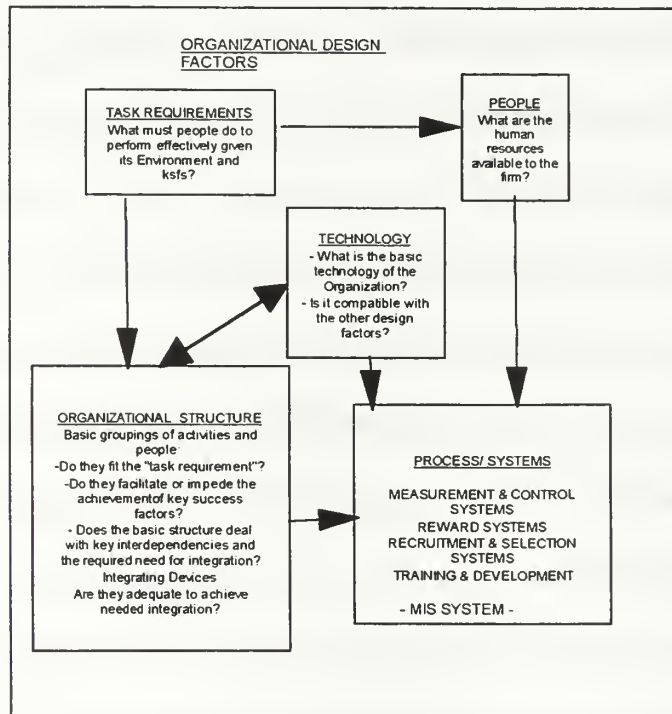 ORGANIZATIONAL DESIGN
FACTORS
TASK REQUIREMENTS
What must people do to
perform effectively given
its Environment and
ksfs?
PEOPLE
What are the
human
resources
available to the
firm?
TECHNOLOGY
- What is the basic
technology of the
Organization?
- Is it compatible with
the other design
factors?
ORGANIZATIONAL STRUCTURE
Basic groupings of activities and
people:
-Do they fit the "task requirement"?
-Do they facilitate or impede the
achievementof key success
factors?
- Does the basic structure deal
with key interdependencies and
the required need for integration?
Integrating Devices
Are they adequate to achieve
needed integration?
PROCESS/ SYSTEMS
MEASUREMENT & CONTROL
SYSTEMS
REWARD SYSTEMS
RECRUITMENT & SELECTION
SYSTEMS
TRAINING & DEVELOPMENT
- MIS SYSTEM -